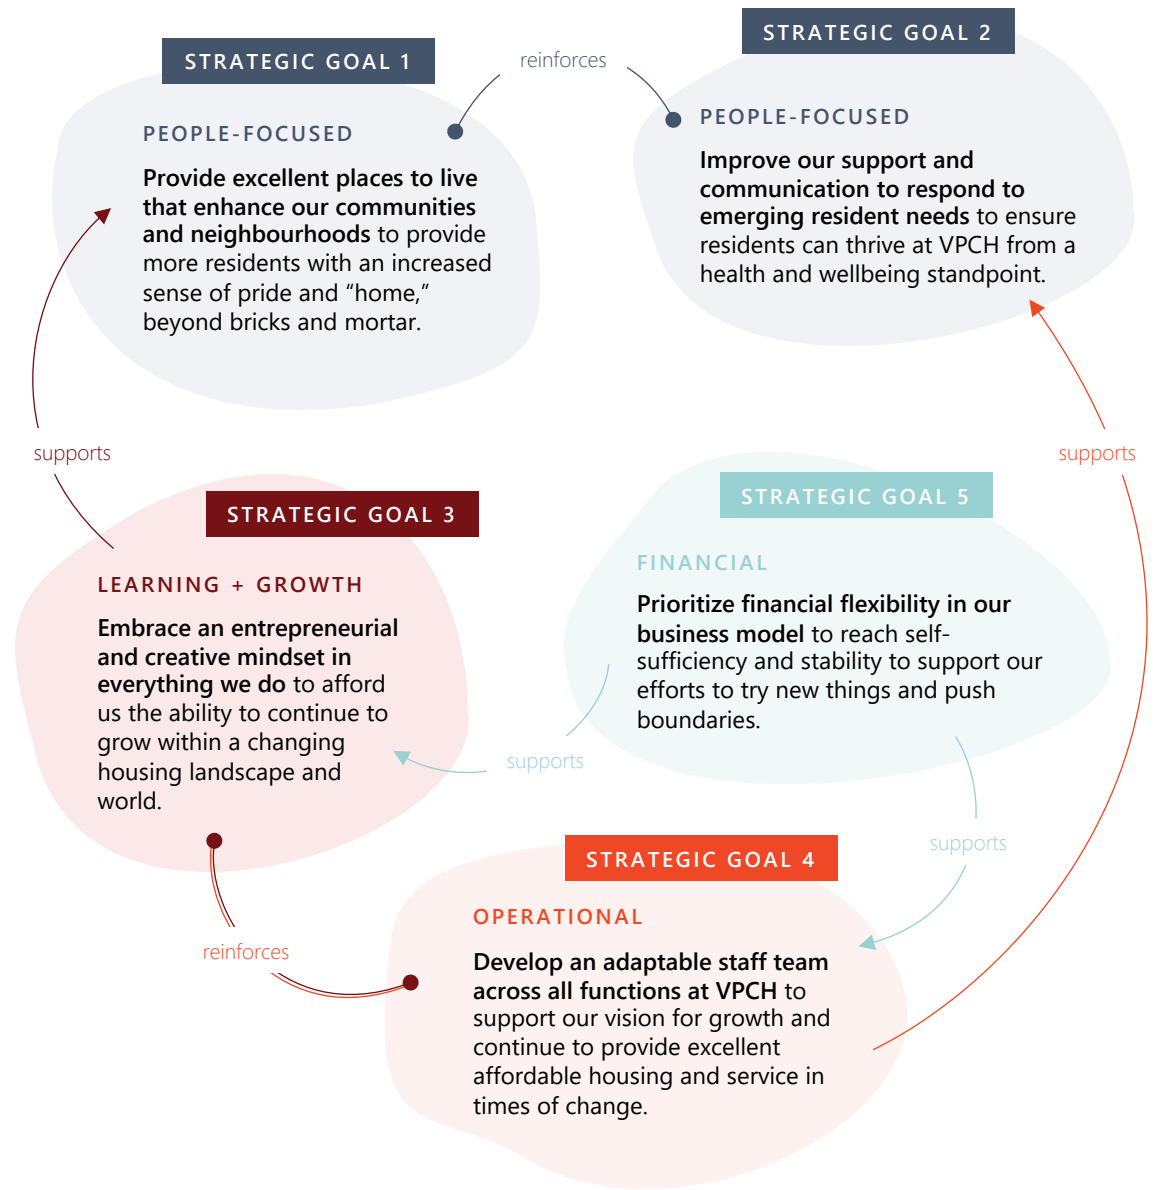 STRATEGIC GOAL 1
PEOPLE-FOCUSED
Provide excellent places to live
that enhance our communities
and neighbourhoods to provide
more residents with an increased
sense of pride and “home,”
beyond bricks and mortar.
reinforces
STRATEGIC GOAL 2
PEOPLE-FOCUSED
Improve our support and
communication to respond to
emerging resident needs to ensure
residents can thrive at VPCH from a
health and wellbeing standpoint.
supports
supports
STRATEGIC GOAL 3
LEARNING + GROWTH
Embrace an entrepreneurial
and creative mindset in
everything we do to afford
us the ability to continue to
grow within a changing
housing landscape and
world.
STRATEGIC GOAL 5
FINANCIAL
Prioritize financial flexibility in our
business model to reach self-
sufficiency and stability to support our
efforts to try new things and push
boundaries.
supports
supports
reinforces
STRATEGIC GOAL 4
OPERATIONAL
Develop an adaptable staff team
across all functions at VPCH to
support our vision for growth and
continue to provide excellent
affordable housing and service in
times of change.